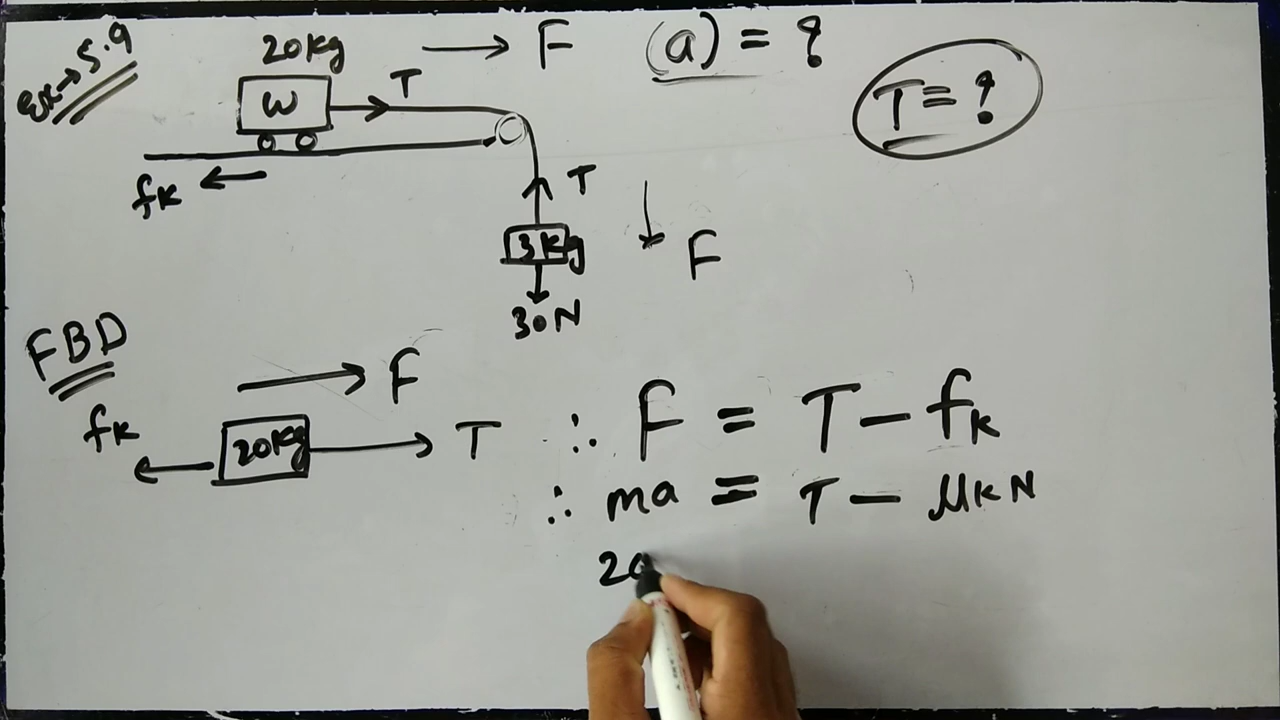 Ex → 5.9
20kg
→ F
(a) = ?
T = ?
W
T
fK
T
3kg
F
30N
FBD
F
fK
20kg
T
∴ F = T - fK
∴ ma = T - μK N
20